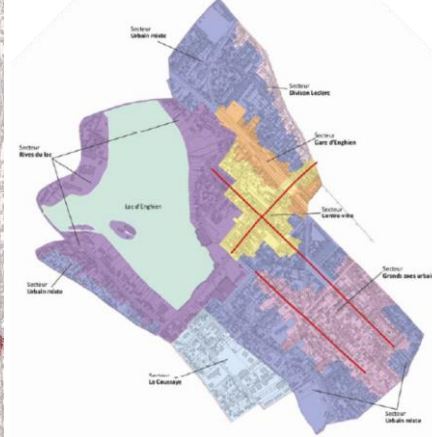 Secteur
Urbain mixte
Secteur
Division Leclerc
Secteur
Gare d'Enghien
Secteur
Rives du lac
Lac d'Enghien
Secteur
Centre ville
Secteur
Grands axes urbai
Secteur
Urbain mixte
Secteur
La Coussaye
Secteur
Urbain mixte